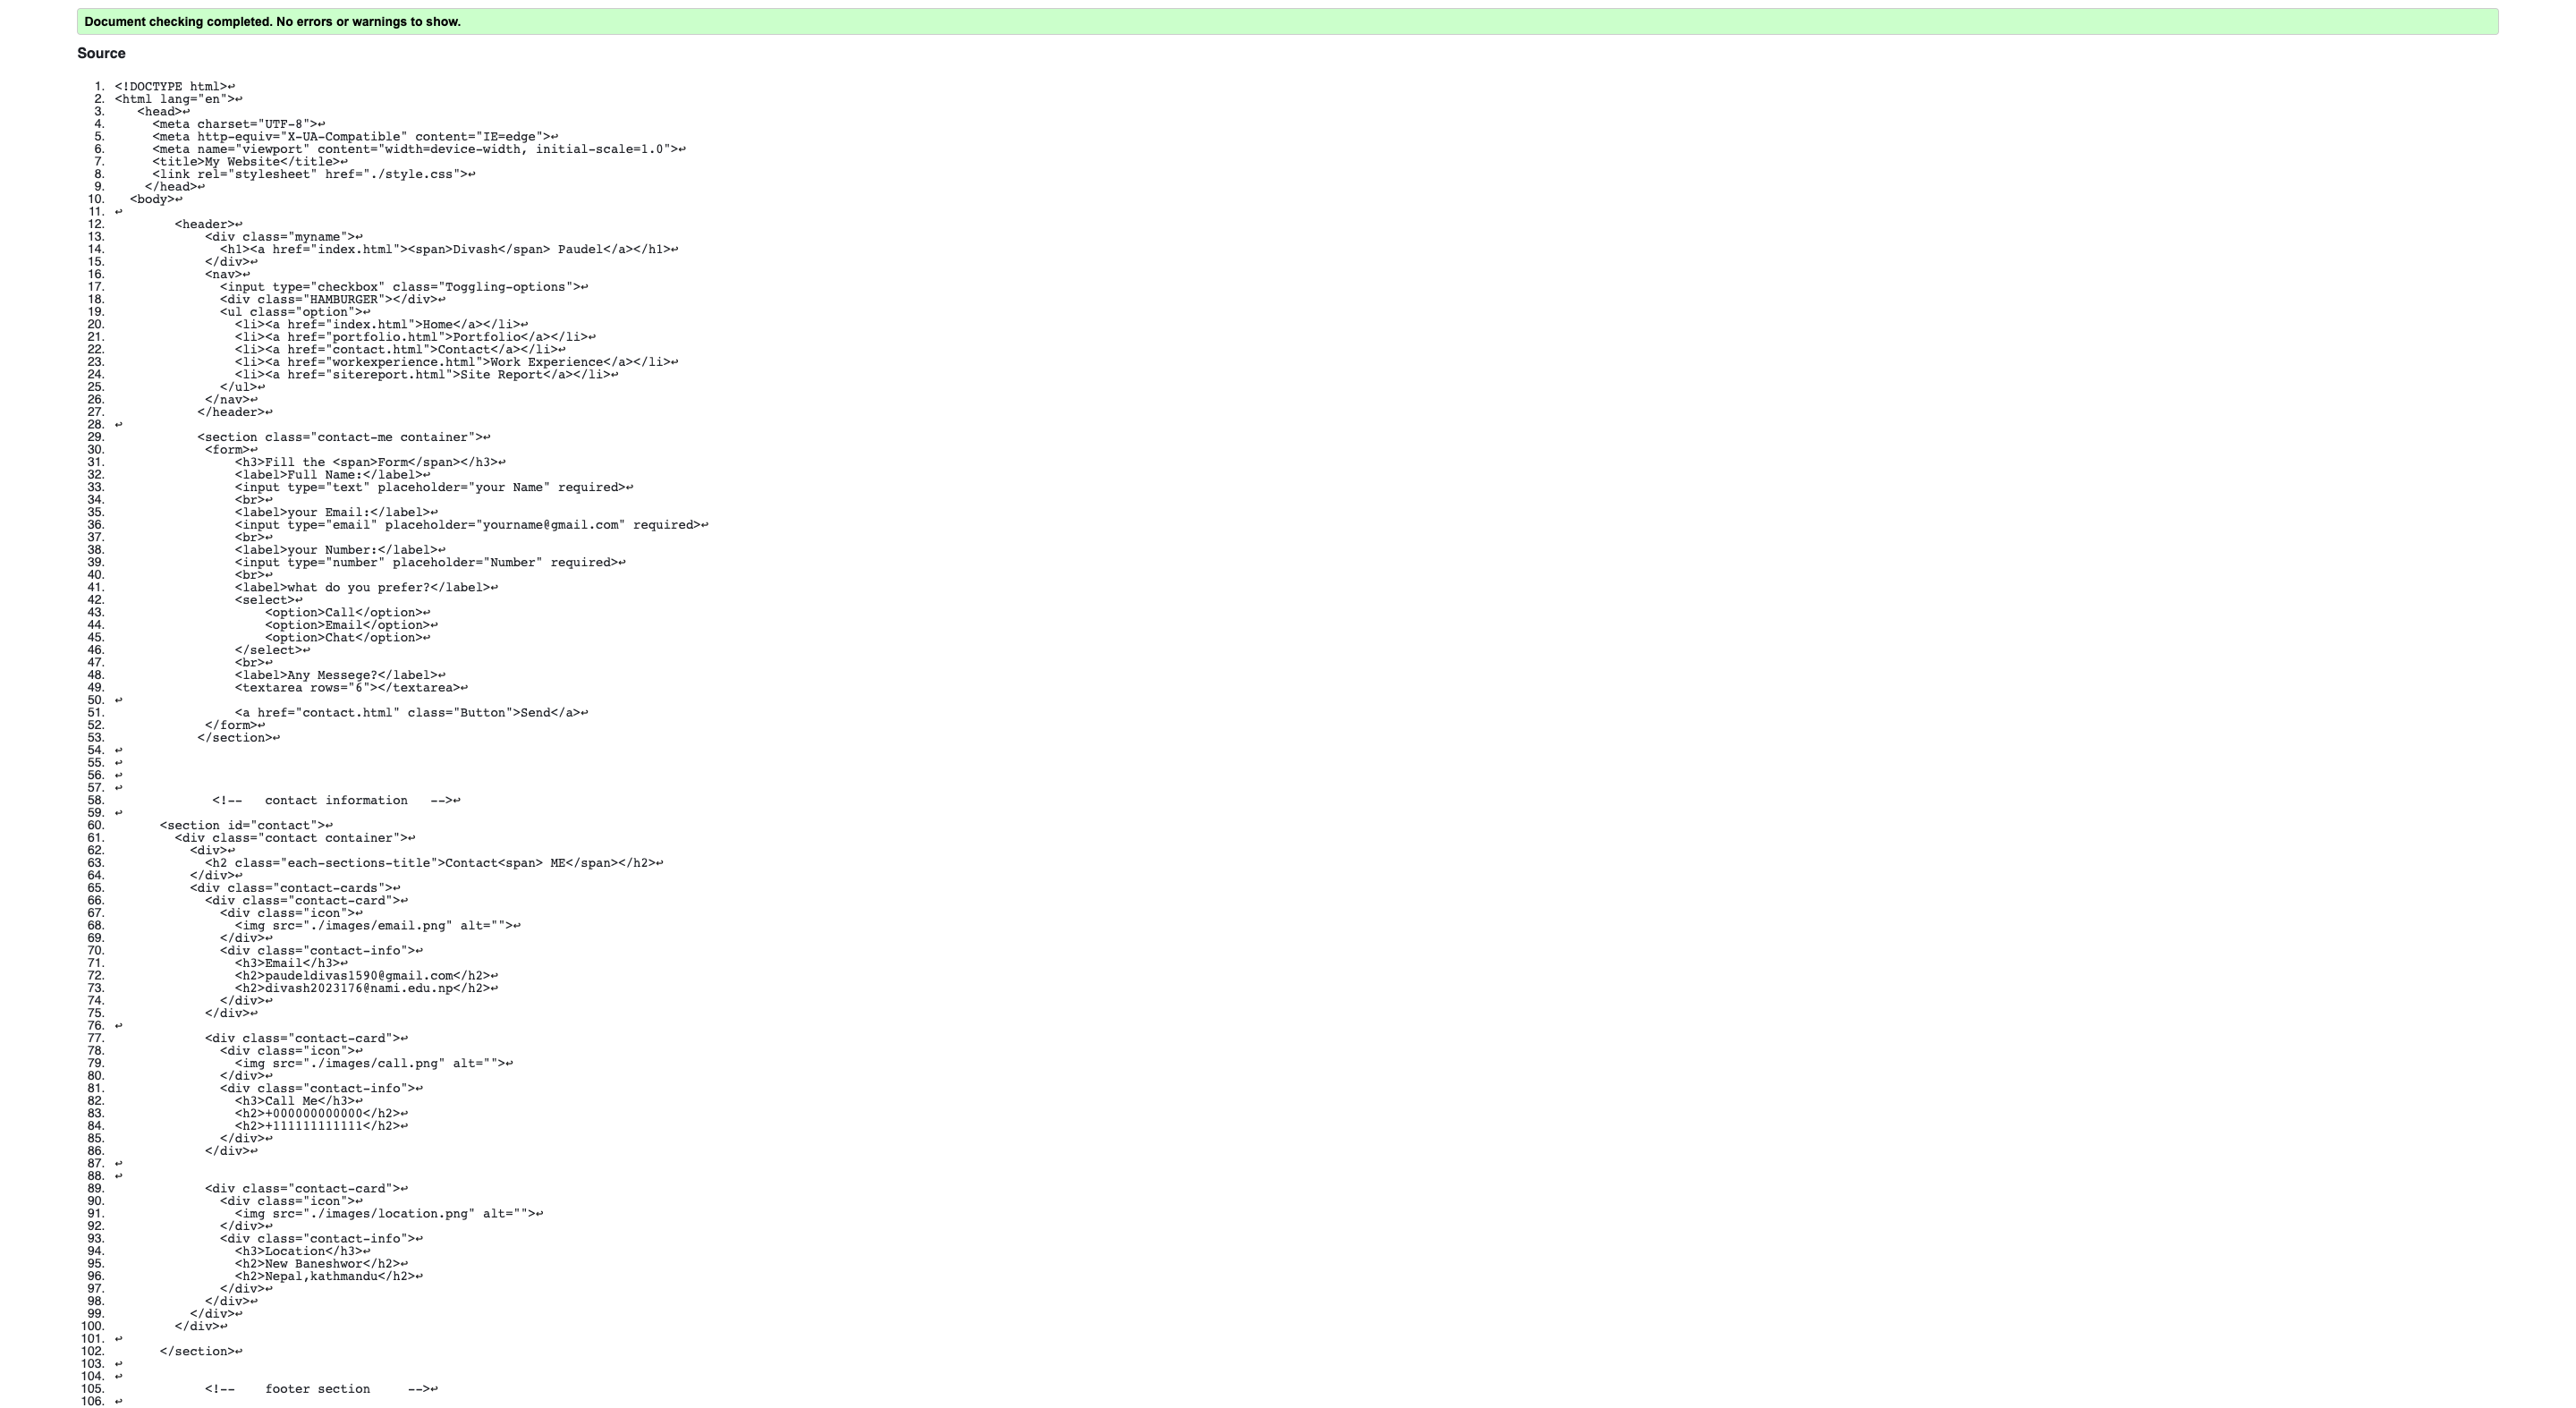 Document checking completed. No errors or warnings to show.
Source
1. <!DOCTYPE html>↩
2. <html lang="en">↩
3. <head>↩
4. <meta charset="UTF-8">↩
5. <meta http-equiv="X-UA-Compatible" content="IE=edge">↩
6. <meta name="viewport" content="width=device-width, initial-scale=1.0">↩
7. <title>My Website</title>↩
8. <link rel="stylesheet" href="./style.css">↩
9. </head>↩
10. <body>↩
11. ↩
12. <header>↩
13. <div class="myname">↩
14. <h1><a href="index.html"><span>Divash</span> Paudel</a></h1>↩
15. </div>↩
16. <nav>↩
17. <input type="checkbox" class="Toggling-options">↩
18. <div class="HAMBURGER"></div>↩
19. <ul class="option">↩
20. <li><a href="index.html">Home</a></li>↩
21. <li><a href="portfolio.html">Portfolio</a></li>↩
22. <li><a href="contact.html">Contact</a></li>↩
23. <li><a href="workexperience.html">Work Experience</a></li>↩
24. <li><a href="sitereport.html">Site Report</a></li>↩
25. </ul>↩
26. </nav>↩
27. </header>↩
28. ↩
29. <section class="contact-me container">↩
30. <form>↩
31. <h3>Fill the <span>Form</span></h3>↩
32. <label>Full Name:</label>↩
33. <input type="text" placeholder="your Name" required>↩
34. <br>↩
35. <label>your Email:</label>↩
36. <input type="email" placeholder="yourname@gmail.com" required>↩
37. <br>↩
38. <label>your Number:</label>↩
39. <input type="number" placeholder="Number" required>↩
40. <br>↩
41. <label>what do you prefer?</label>↩
42. <select>↩
43. <option>Call</option>↩
44. <option>Email</option>↩
45. <option>Chat</option>↩
46. </select>↩
47. <br>↩
48. <label>Any Messege?</label>↩
49. <textarea rows="6"></textarea>↩
50. ↩
51. <a href="contact.html" class="Button">Send</a>↩
52. </form>↩
53. </section>↩
54. ↩
55. ↩
56. ↩
57. ↩
58. <!-- contact information -->↩
59. ↩
60. <section id="contact">↩
61. <div class="contact container">↩
62. <div>↩
63. <h2 class="each-sections-title">Contact<span> ME</span></h2>↩
64. </div>↩
65. <div class="contact-cards">↩
66. <div class="contact-card">↩
67. <div class="icon">↩
68. <img src="./images/email.png" alt="">↩
69. </div>↩
70. <div class="contact-info">↩
71. <h3>Email</h3>↩
72. <h2>paudeldivas1590@gmail.com</h2>↩
73. <h2>divash2023176@nami.edu.np</h2>↩
74. </div>↩
75. </div>↩
76. ↩
77. <div class="contact-card">↩
78. <div class="icon">↩
79. <img src="./images/call.png" alt="">↩
80. </div>↩
81. <div class="contact-info">↩
82. <h3>Call Me</h3>↩
83. <h2>+000000000000</h2>↩
84. <h2>+111111111111</h2>↩
85. </div>↩
86. </div>↩
87. ↩
88. ↩
89. <div class="contact-card">↩
90. <div class="icon">↩
91. <img src="./images/location.png" alt="">↩
92. </div>↩
93. <div class="contact-info">↩
94. <h3>Location</h3>↩
95. <h2>New Baneshwor</h2>↩
96. <h2>Nepal,kathmandu</h2>↩
97. </div>↩
98. </div>↩
99. </div>↩
100. </div>↩
101. ↩
102. </section>↩
103. ↩
104. ↩
105. <!-- footer section -->↩
106. ↩